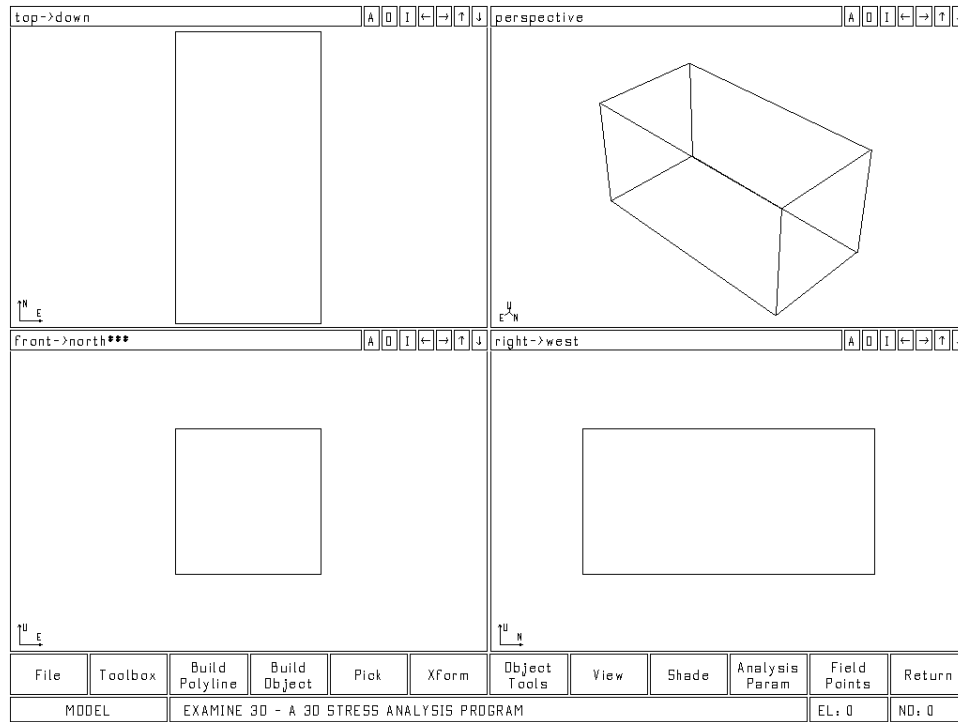 top->down A O I ← → ↑ ↓ perspective A O I ← → ↑ ↓
N
E
U
E N
front->north*** A O I ← → ↑ ↓ right->west A O I ← → ↑ ↓
U
E
U
N
File Toolbox Build Polyline Build Object Pick XForm Object Tools View Shade Analysis Param Field Points Return
MODEL EXAMINE 3D - A 3D STRESS ANALYSIS PROGRAM EL: 0 NO: 0